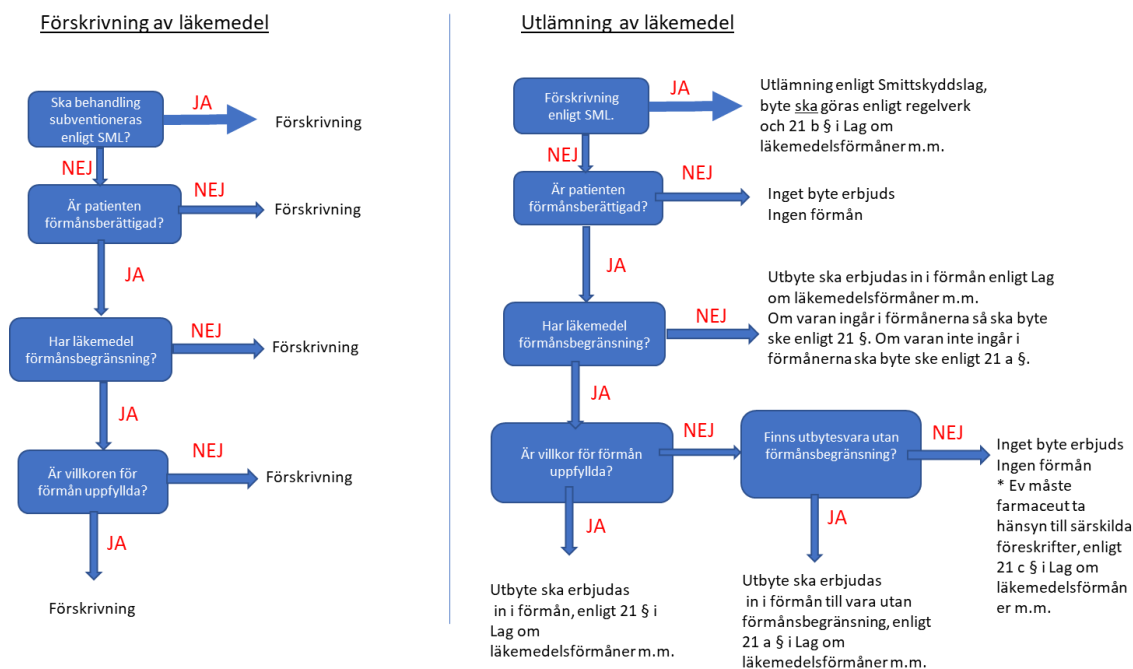 Förskrivning av läkemedel
Ska behandling
subventioneras
enligt SML?
JA
Förskrivning
NEJ
Är patienten
förmånsberättigad?
NEJ
Förskrivning
JA
Har läkemedel
förmånsbegränsning?
NEJ
Förskrivning
JA
Är villkoren för
förmån uppfyllda?
NEJ
Förskrivning
JA
Förskrivning
Utlämning av läkemedel
Förskrivning
enligt SML.
JA
Utlämning enligt Smittskyddslag,
byte ska göras enligt regelverk
och 21 b § i Lag om
läkemedelsförmåner m.m.
NEJ
Är patienten
förmånsberättigad?
NEJ
Inget byte erbjuds
Ingen förmån
JA
Har läkemedel
förmånsbegränsning?
NEJ
Utbyte ska erbjudas in i förmån enligt Lag
om läkemedelsförmåner m.m.
Om varan ingår i förmånerna så ska byte
ske enligt 21 §. Om varan inte ingår i
förmånerna ska byte ske enligt 21 a §.
JA
Är villkor för förmån
uppfyllda?
NEJ
Finns utbytesvara utan
förmånsbegränsning?
NEJ
Inget byte erbjuds
Ingen förmån
* Ev måste
farmaceut ta
hänsyn till särskilda
föreskrifter, enligt
21 c § i Lag om
läkemedelsförmån
er m.m.
JA
Utbyte ska erbjudas
in i förmån, enligt 21 § i
Lag om
läkemedelsförmåner m.m.
JA
Utbyte ska erbjudas
in i förmån till vara utan
förmånsbegränsning, enligt
21 a § i Lag om
läkemedelsförmåner m.m.